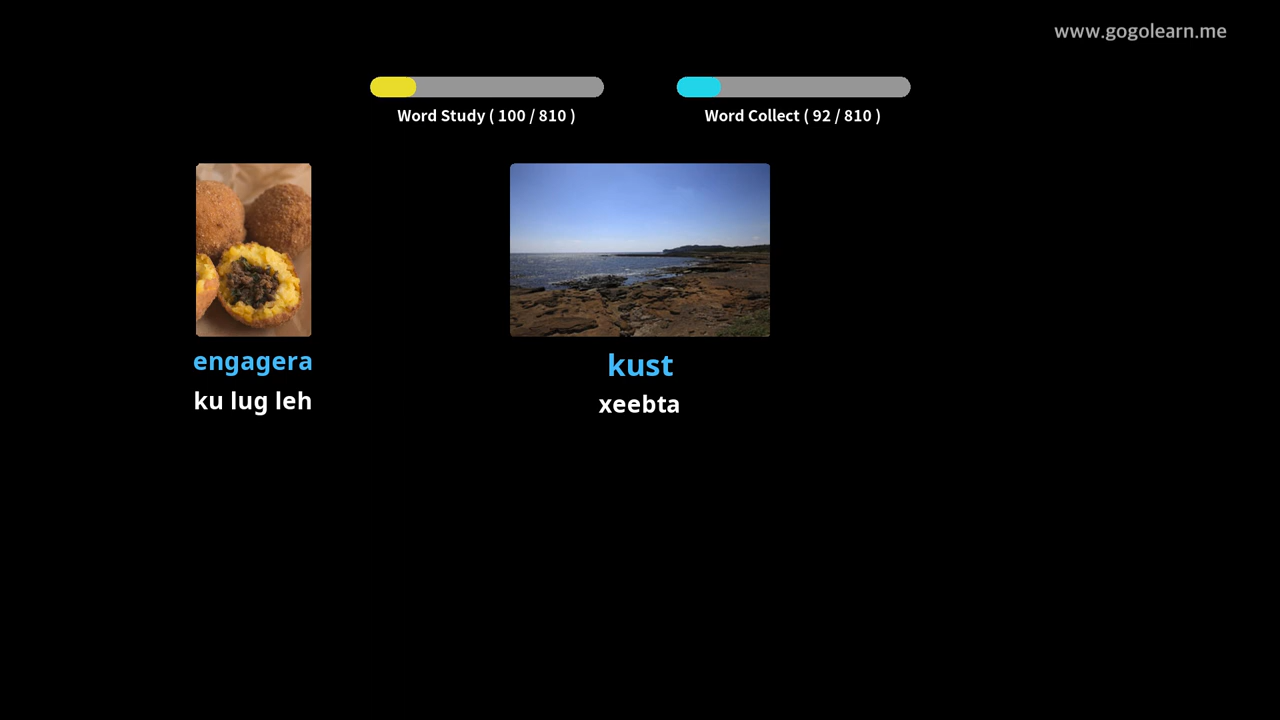 www.gogolearn.me
Word Study ( 100 / 810 )
Word Collect ( 92 / 810 )
engagera
ku lug leh
kust
xeebta